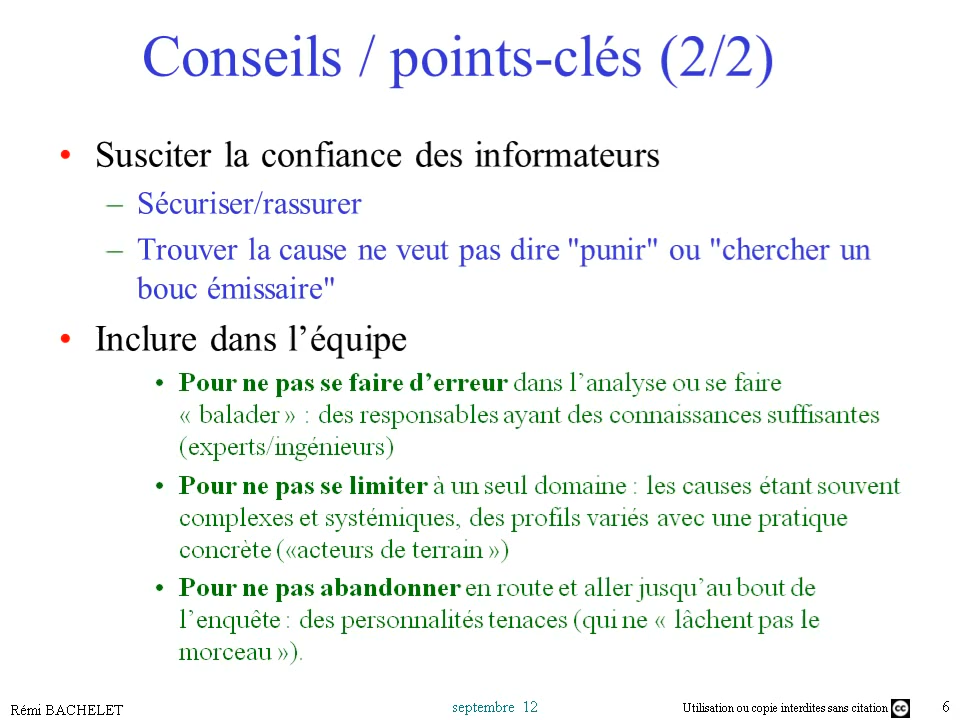 Conseils / points-clés (2/2)
• Susciter la confiance des informateurs
– Sécuriser/rassurer
– Trouver la cause ne veut pas dire "punir" ou "chercher un
bouc émissaire"
• Inclure dans l’équipe
• Pour ne pas se faire d’erreur dans l’analyse ou se faire
« balader » : des responsables ayant des connaissances suffisantes
(experts/ingénieurs)
• Pour ne pas se limiter à un seul domaine : les causes étant souvent
complexes et systémiques, des profils variés avec une pratique
concrète («acteurs de terrain »)
• Pour ne pas abandonner en route et aller jusqu’au bout de
l’enquête : des personnalités tenaces (qui ne « lâchent pas le
morceau »).
Rémi BACHELET septembre 12 Utilisation ou copie interdites sans citation cc 6